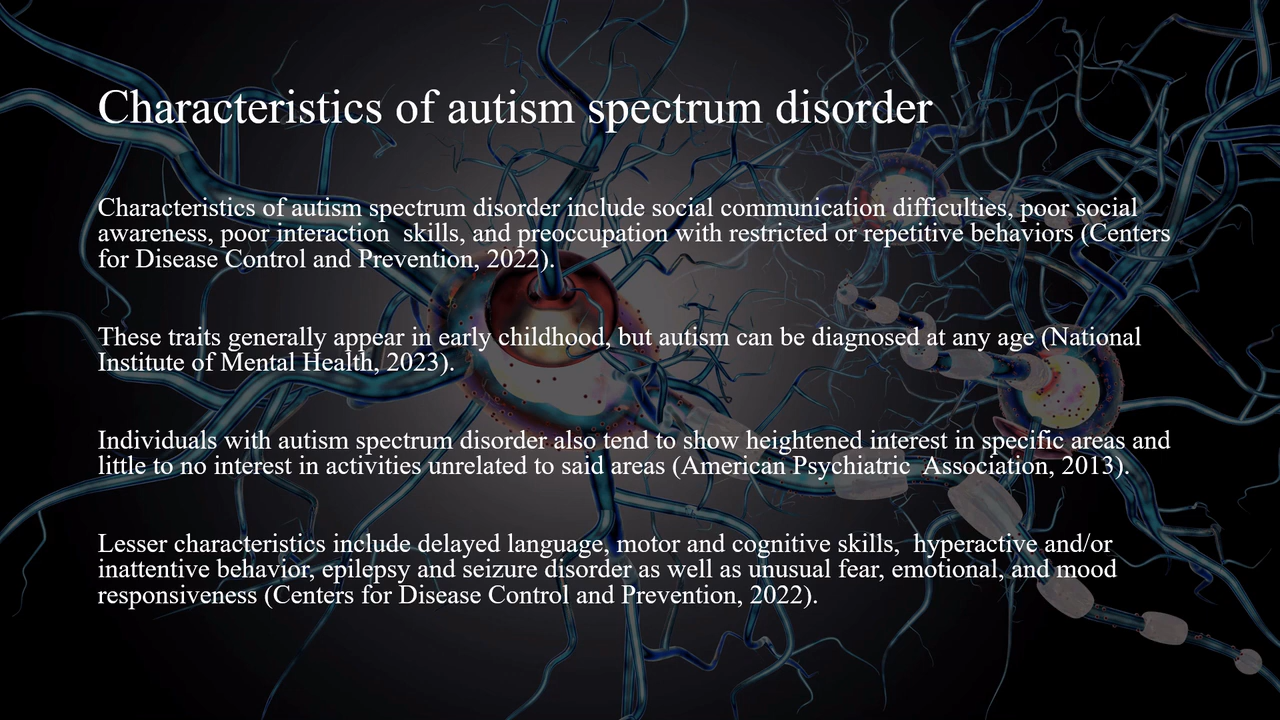 Characteristics of autism spectrum disorder
Characteristics of autism spectrum disorder include social communication difficulties, poor social
awareness, poor interaction  skills, and preoccupation with restricted or repetitive behaviors (Centers
for Disease Control and Prevention, 2022).
These traits generally appear in early childhood, but autism can be diagnosed at any age (National
Institute of Mental Health, 2023).
Individuals with autism spectrum disorder also tend to show heightened interest in specific areas and
little to no interest in activities unrelated to said areas (American Psychiatric  Association, 2013).
Lesser characteristics include delayed language, motor and cognitive skills,  hyperactive and/or
inattentive behavior, epilepsy and seizure disorder as well as unusual fear, emotional, and mood
responsiveness (Centers for Disease Control and Prevention, 2022).